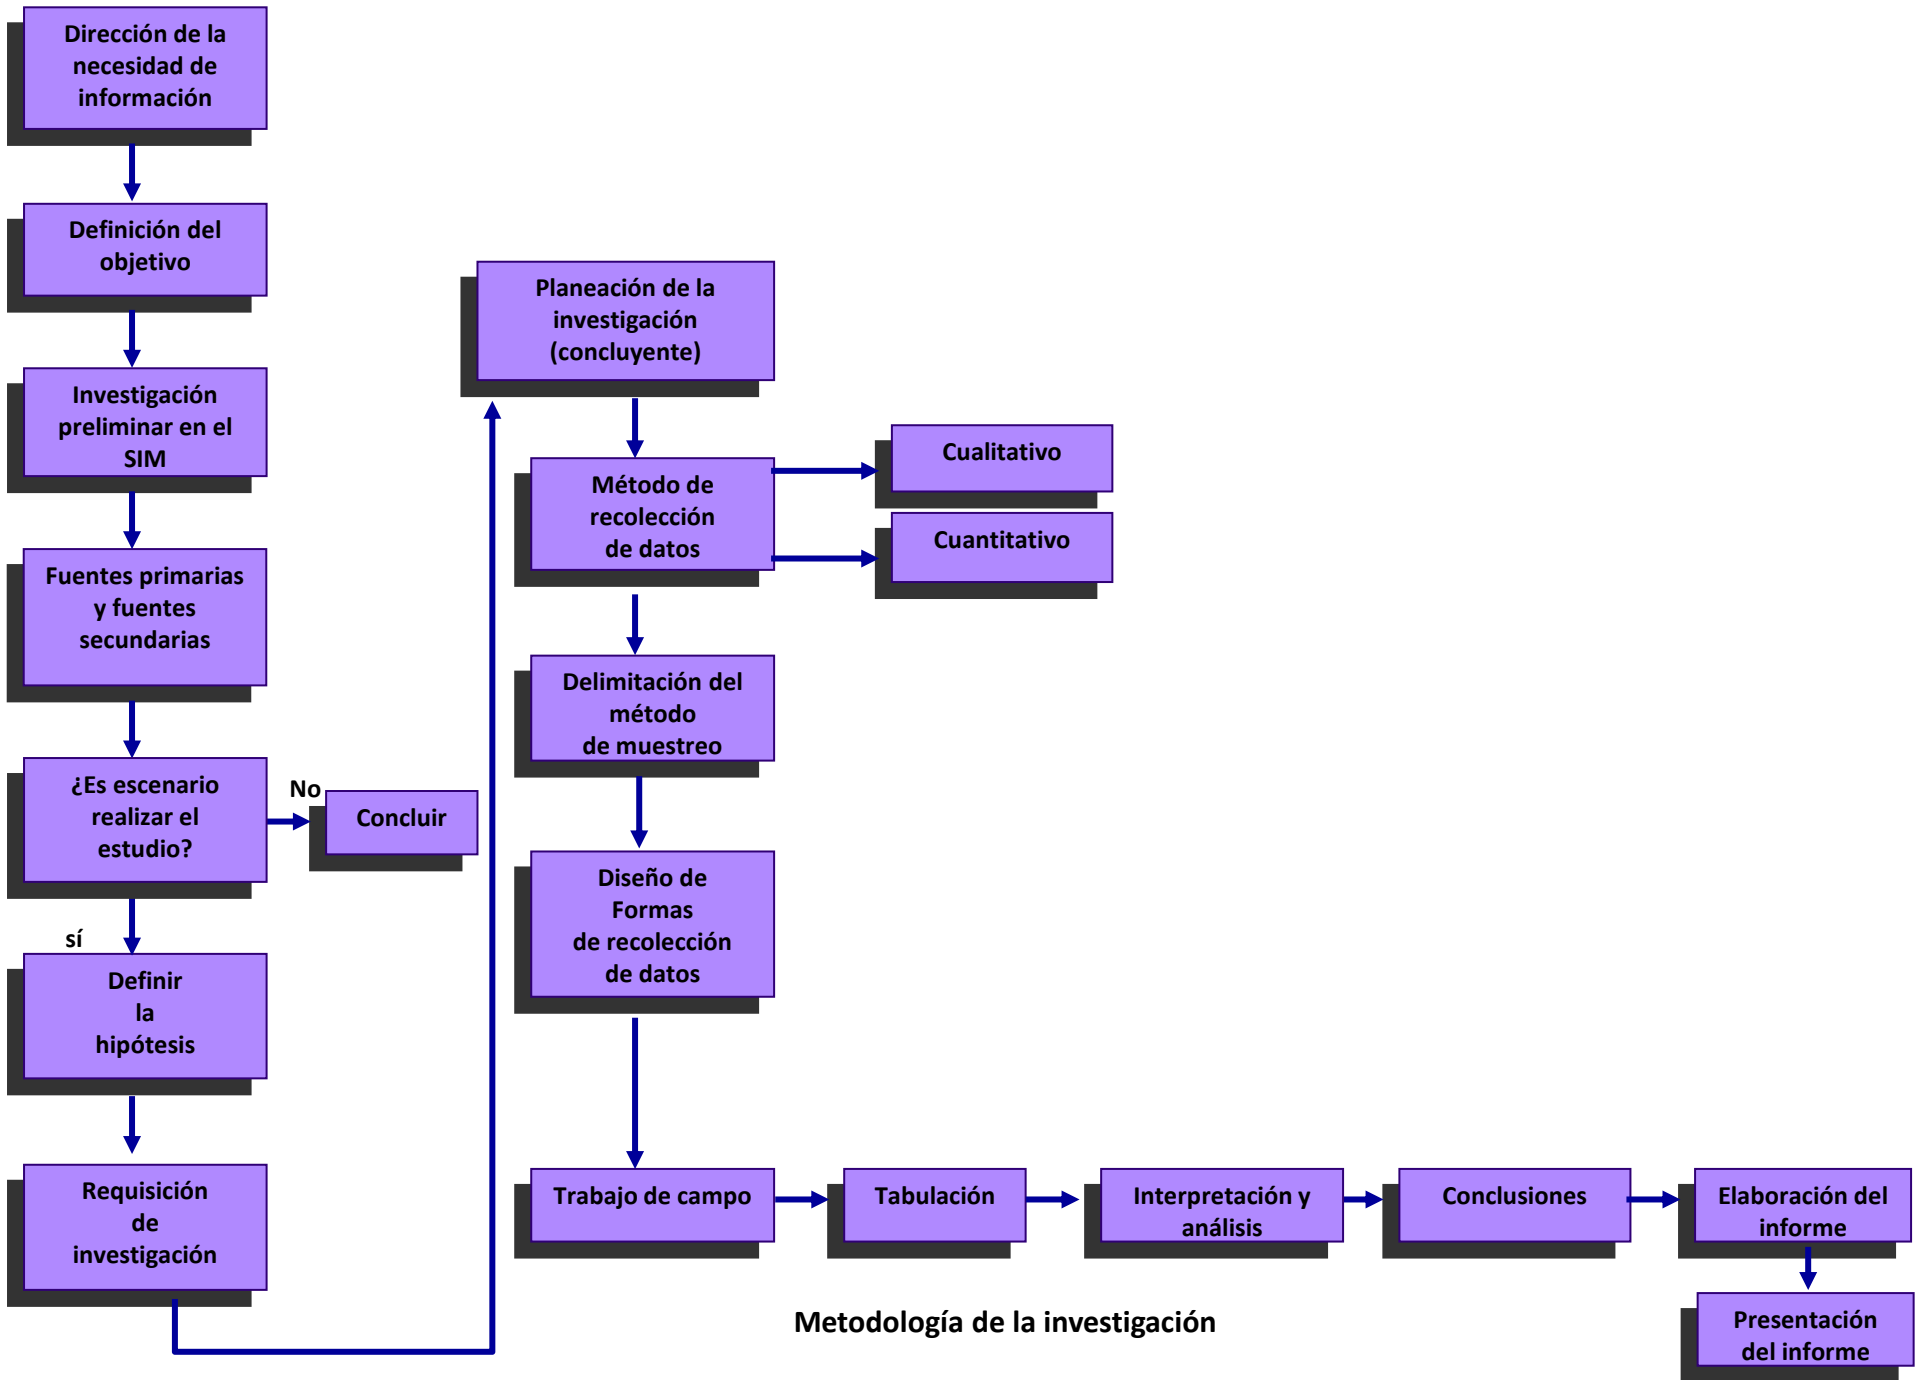 Dirección de la
necesidad de
información
Definición del
objetivo
Investigación
preliminar en el
SIM
Fuentes primarias
y fuentes
secundarias
¿Es escenario
realizar el
estudio?
No
Concluir
sí
Definir
la
hipótesis
Requisición
de
investigación
Planeación de la
investigación
(concluyente)
Método de
recolección
de datos
Cualitativo
Cuantitativo
Delimitación del
método
de muestreo
Diseño de
Formas
de recolección
de datos
Trabajo de campo
Tabulación
Interpretación y
análisis
Conclusiones
Elaboración del
informe
Presentación
del informe
Metodología de la investigación